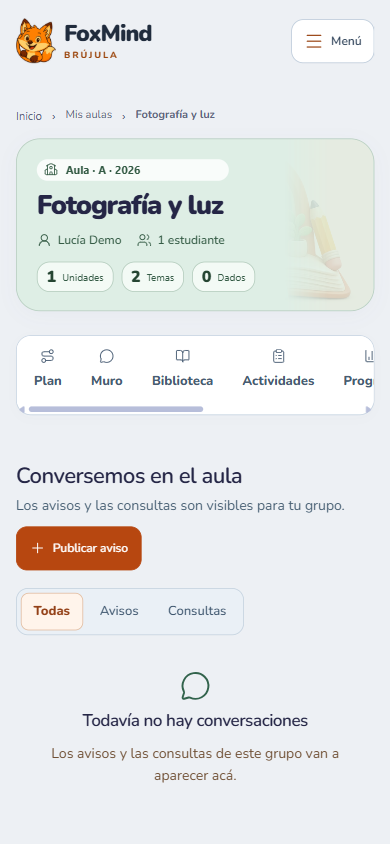 FoxMind
BRÚJULA
Menú
Inicio › Mis aulas › Fotografía y luz
Aula · A · 2026
Fotografía y luz
Lucía Demo 1 estudiante
1 Unidades 2 Temas 0 Dados
Plan Muro Biblioteca Actividades
Conversemos en el aula
Los avisos y las consultas son visibles para tu grupo.
Publicar aviso
Todas Avisos Consultas
Todavía no hay conversaciones
Los avisos y las consultas de este grupo van a
aparecer acá.